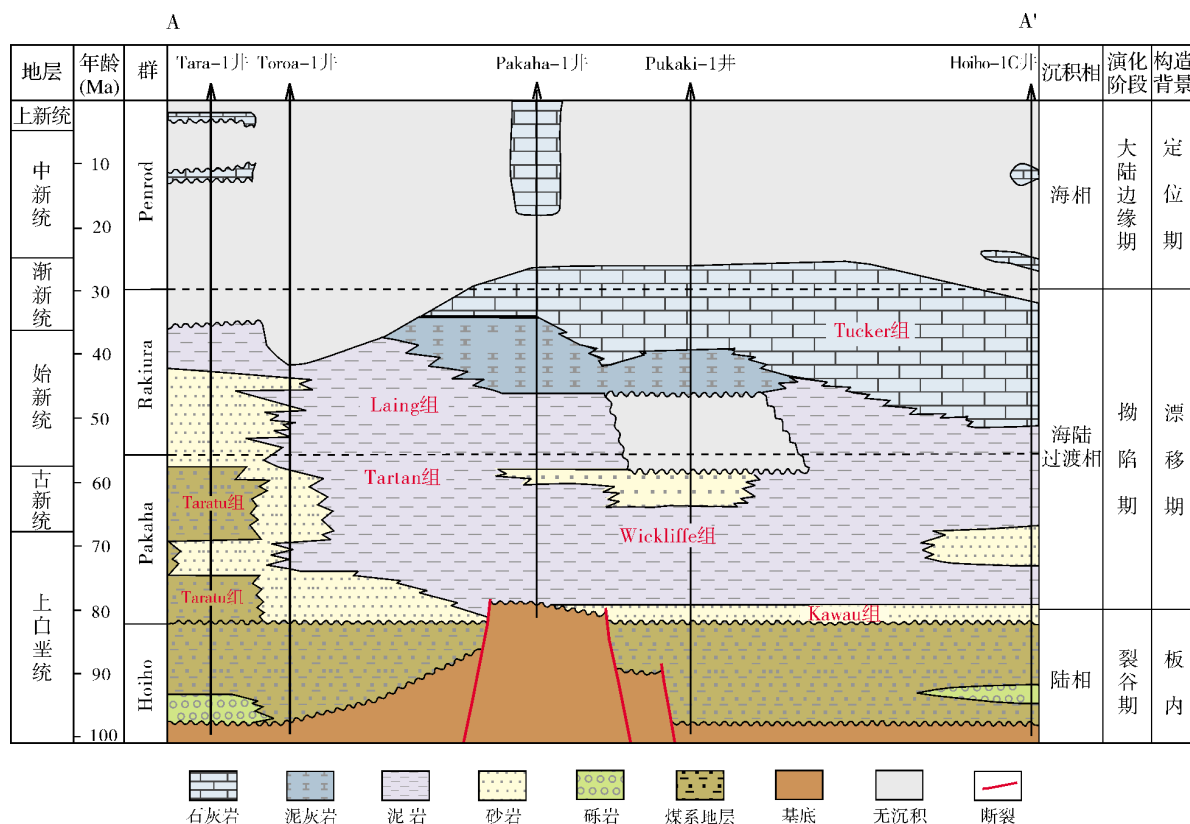 A A'
地层 年龄(Ma) 群 Tara-1井 Toroa-1井 Pakaha-1井 Pukaki-1井 Hoiho-1C井 沉积相 演化阶段 构造背景
上新统
中新统
渐新统
始新统
古新统
上白垩统
10
20
30
40
50
60
70
80
90
100
Penrod
Rakiura
Pakaha
Hoiho
Tucker组
Laing组
Tartan组
Taratu组
Wickliffe组
Taratu组
Kawau组
海相
海陆过渡相
陆相
大陆边缘期
拗陷期
裂谷期
定位期
漂移期
板内
石灰岩 泥灰岩 泥岩 砂岩 砾岩 煤系地层 基底 无沉积 断裂